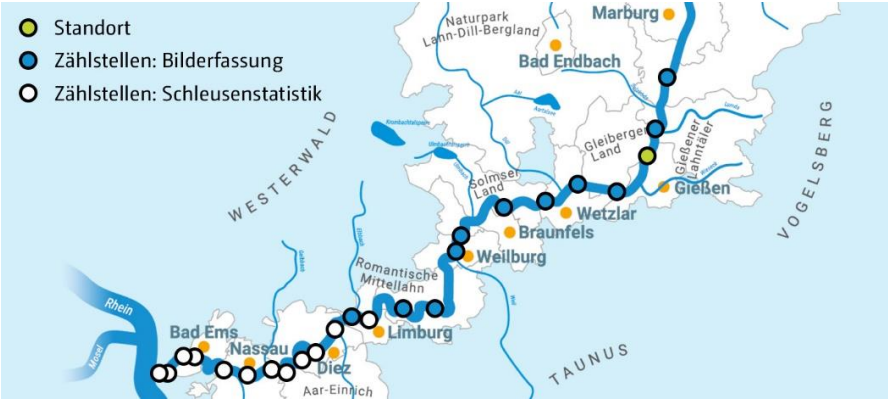 Standort
Zählstellen: Bilderfassung
Zählstellen: Schleusenstatistik
Naturpark
Lahn-Dill-Bergland
Marburg
Bad Endbach
WESTERWALD
VOGELSBERG
Gleiberger
Land
Gießener
Lahntäler
Gießen
Solmser
Land
Wetzlar
Braunfels
Weilburg
Romantische
Mittellahn
Rhein
Mosel
Bad Ems
Nassau
Limburg
Diez
Aar-Einrich
TAUNUS